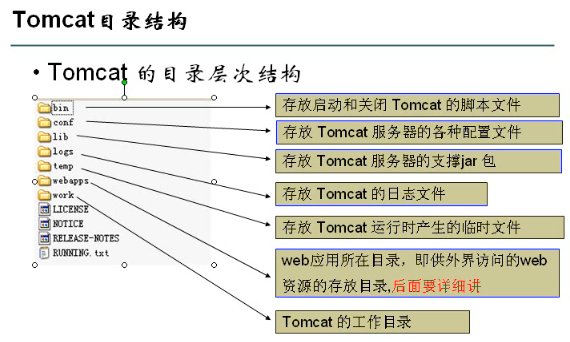 Tomcat目录结构
• Tomcat 的目录层次结构
bin
存放启动和关闭 Tomcat 的脚本文件
conf
存放 Tomcat 服务器的各种配置文件
lib
存放 Tomcat 服务器的支撑jar 包
logs
存放 Tomcat 的日志文件
temp
存放 Tomcat 运行时产生的临时文件
webapps
web应用所在目录，即供外界访问的web
资源的存放目录,后面要详细讲
work
Tomcat 的工作目录
LICENSE
NOTICE
RELEASE-NOTES
RUNNING.txt